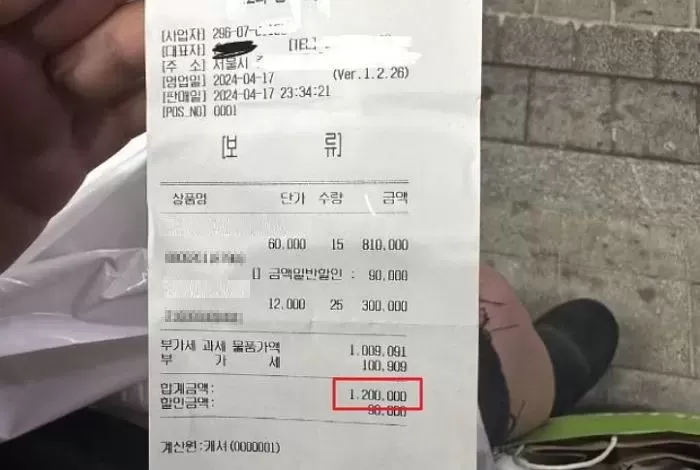 [사업자] 296-07-
[대표자] [TEL]
[주 소] 서울시
[영업일] 2024-04-17 (Ver.1.2.26)
[판매일] 2024-04-17 23:34:21
[POS_NO] 0001
[보 류]
상품명 단가 수량 금액
60,000 15 810,000
[] 금액일반할인 : 90,000
12,000 25 300,000
부가세 과세 물품가액 1,009,091
부 가 세 100,909
합계금액: 1,200,000
할인금액: 90,000
계산원:캐셔(0000001)